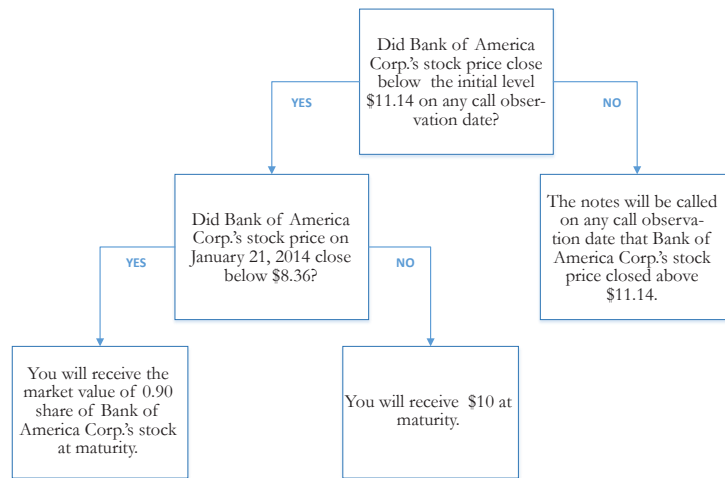 Did Bank of America
Corp.'s stock price close
below the initial level
$11.14 on any call obser-
vation date?
YES
NO
Did Bank of America
Corp.'s stock price on
January 21, 2014 close
below $8.36?
The notes will be called
on any call observa-
tion date that Bank of
America Corp.'s stock
price closed above
$11.14.
YES
NO
You will receive the
market value of 0.90
share of Bank of
America Corp.'s stock
at maturity.
You will receive $10 at
maturity.